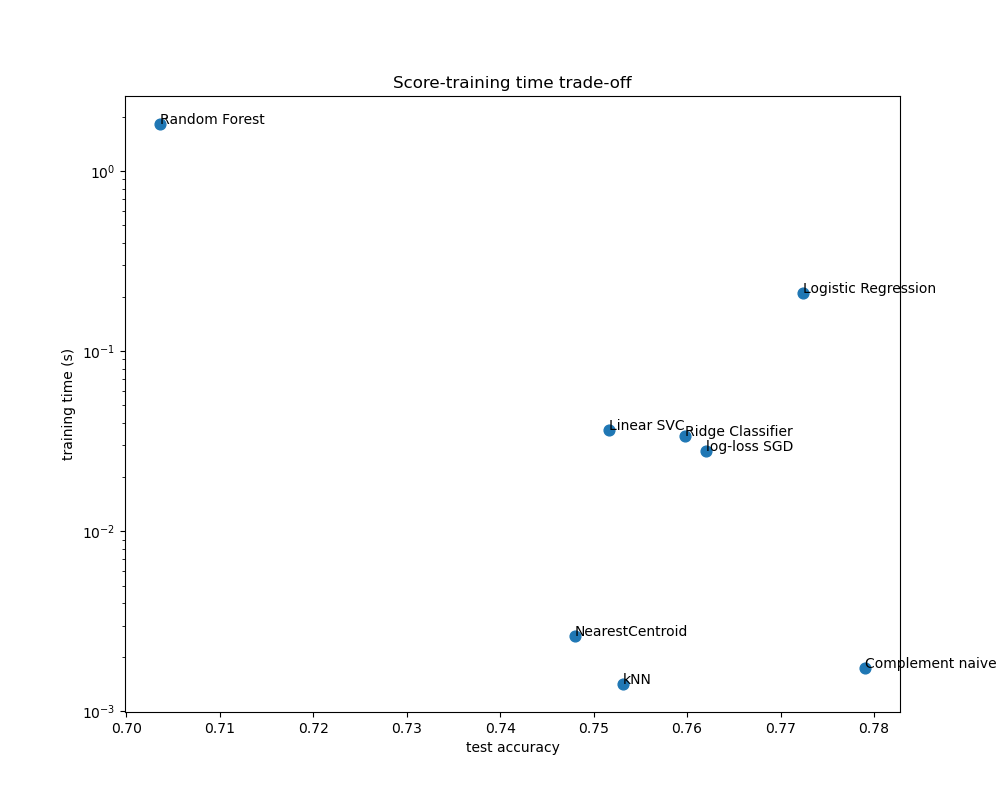 Score-training time trade-off
Random Forest
10⁰
Logistic Regression
10⁻¹
training time (s)
Linear SVC
Ridge Classifier
log-loss SGD
10⁻²
NearestCentroid
Complement naive
kNN
10⁻³
0.70 0.71 0.72 0.73 0.74 0.75 0.76 0.77 0.78
test accuracy